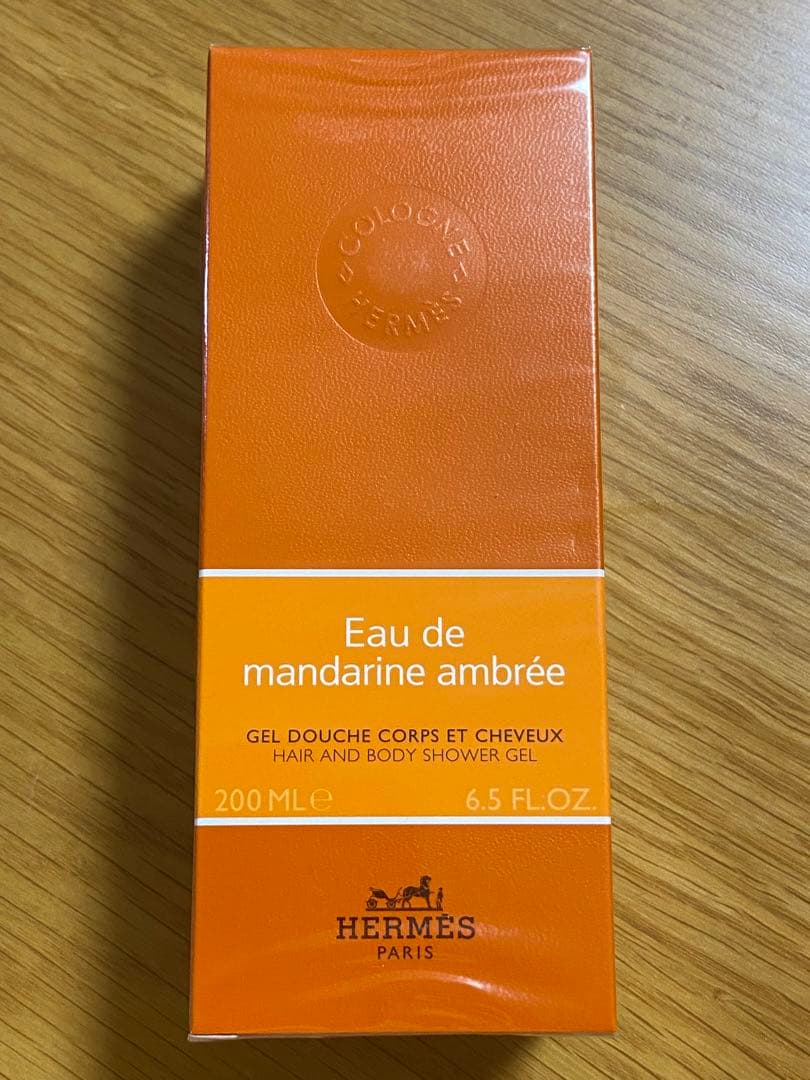 COLOGNE
HERMÈS
Eau de
mandarine ambrée
GEL DOUCHE CORPS ET CHEVEUX
HAIR AND BODY SHOWER GEL
200 ML ℮ 6.5 FL.OZ.
HERMÈS
PARIS